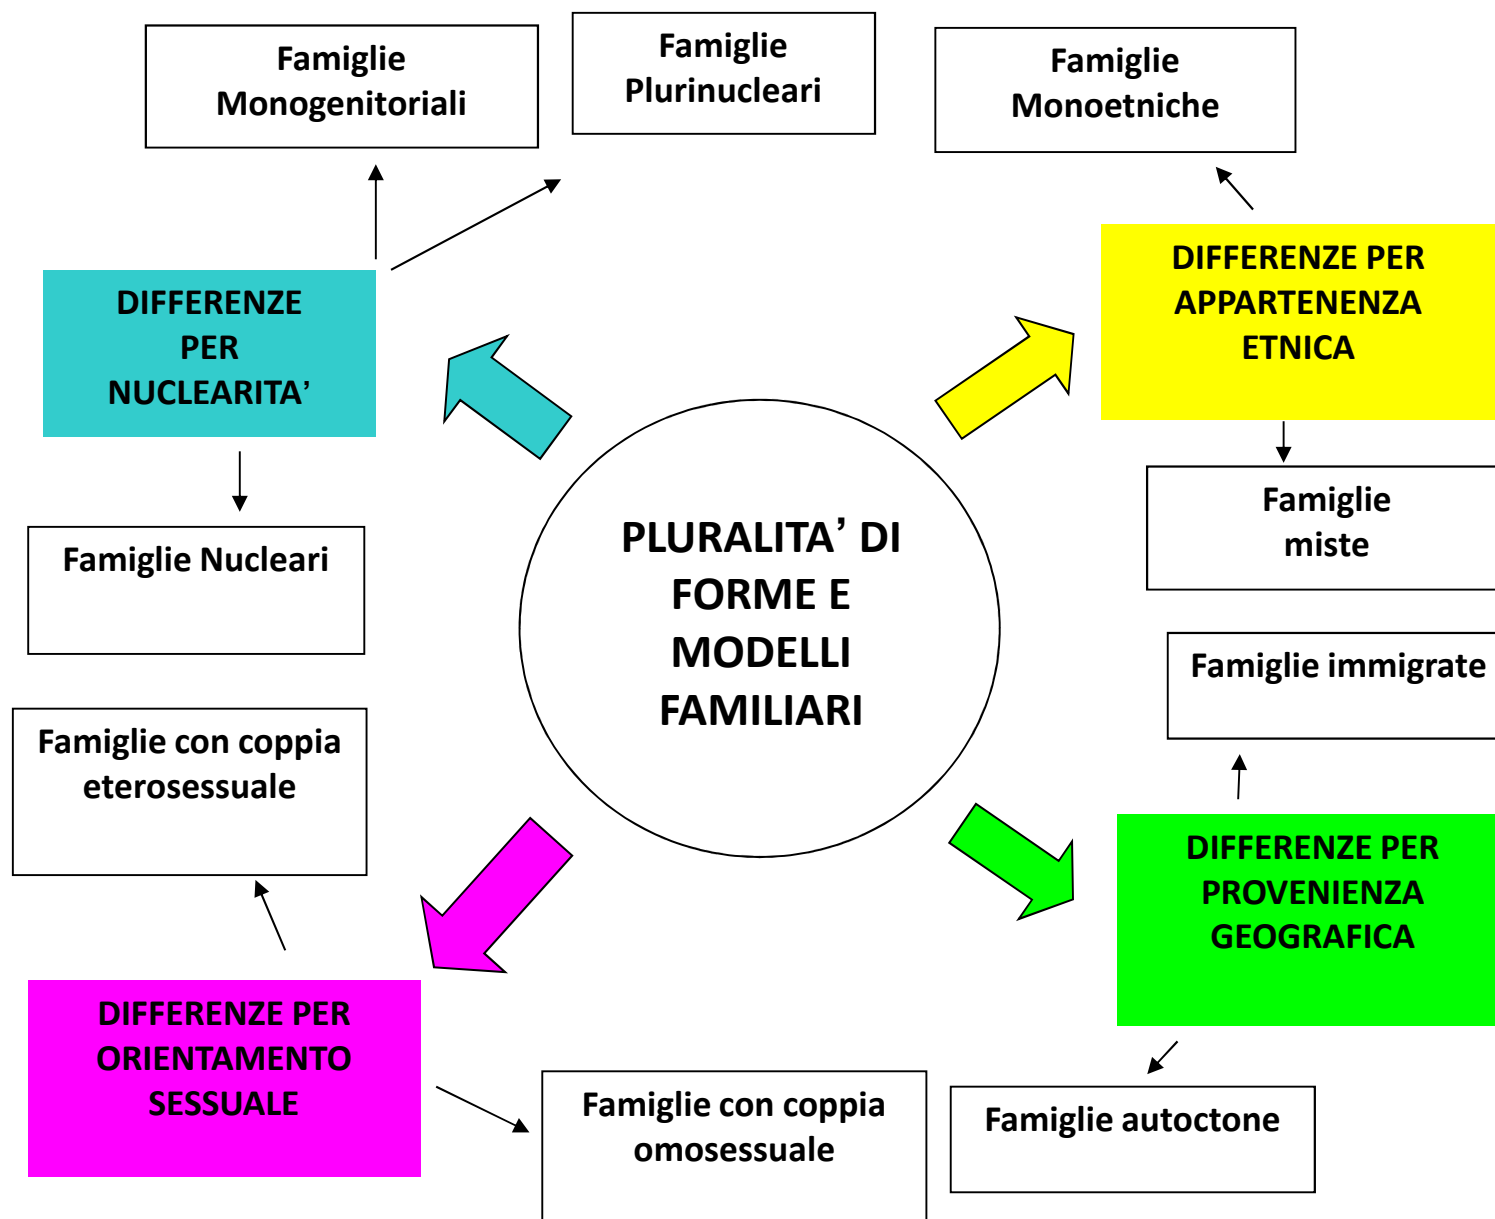 Famiglie
Monogenitoriali
Famiglie
Plurinucleari
Famiglie
Monoetniche
DIFFERENZE
PER
NUCLEARITA’
DIFFERENZE PER
APPARTENENZA
ETNICA
Famiglie Nucleari
Famiglie
miste
PLURALITA’ DI
FORME E
MODELLI
FAMILIARI
Famiglie immigrate
Famiglie con coppia
eterosessuale
DIFFERENZE PER
PROVENIENZA
GEOGRAFICA
DIFFERENZE PER
ORIENTAMENTO
SESSUALE
Famiglie con coppia
omosessuale
Famiglie autoctone